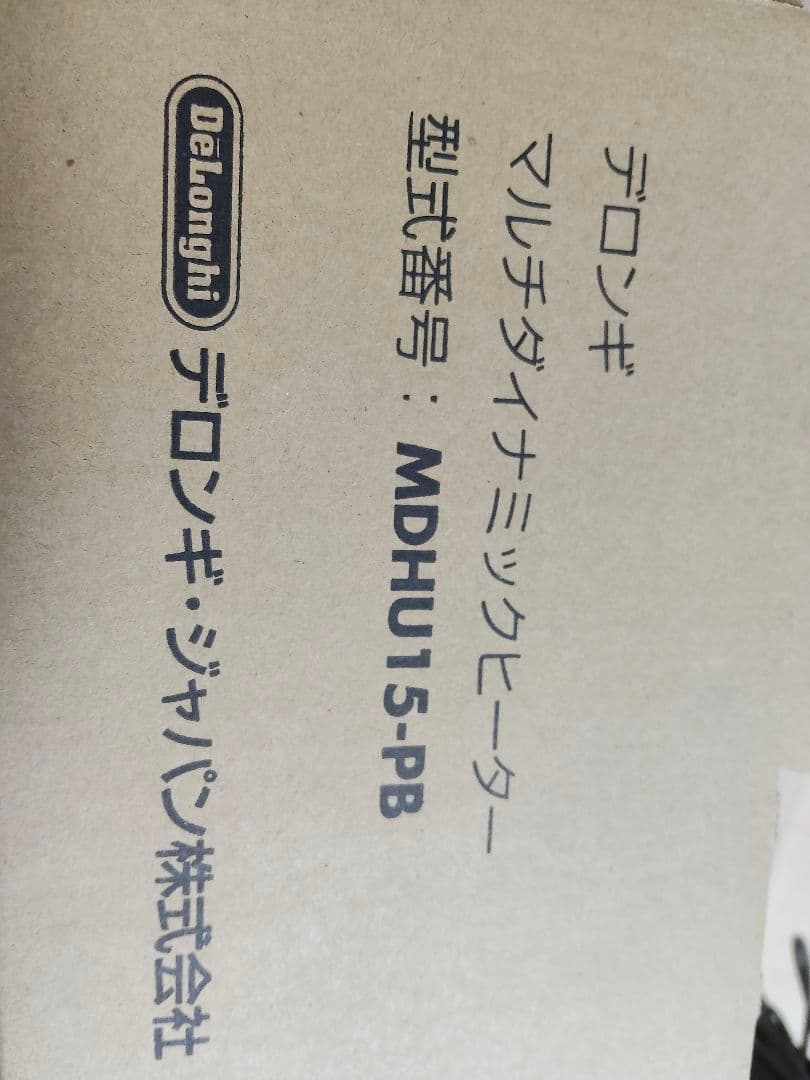 デロンギ
マルチダイナミックヒーター
型式番号：MDHU15-PB
DeLonghi デロンギ・ジャパン株式会社